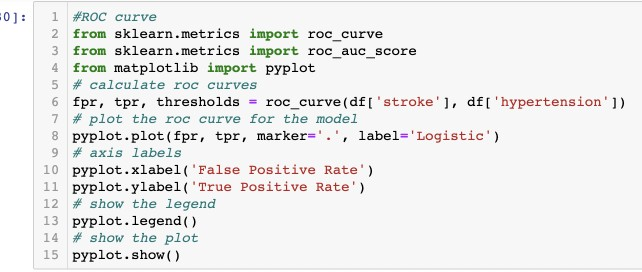 0]:
1 #ROC curve
2 from sklearn.metrics import roc_curve
3 from sklearn.metrics import roc_auc_score
4 from matplotlib import pyplot
5 # calculate roc curves
6 fpr, tpr, thresholds = roc_curve(df['stroke'], df['hypertension'])
7 # plot the roc curve for the model
8 pyplot.plot(fpr, tpr, marker='.', label='Logistic')
9 # axis labels
10 pyplot.xlabel('False Positive Rate')
11 pyplot.ylabel('True Positive Rate')
12 # show the legend
13 pyplot.legend()
14 # show the plot
15 pyplot.show()